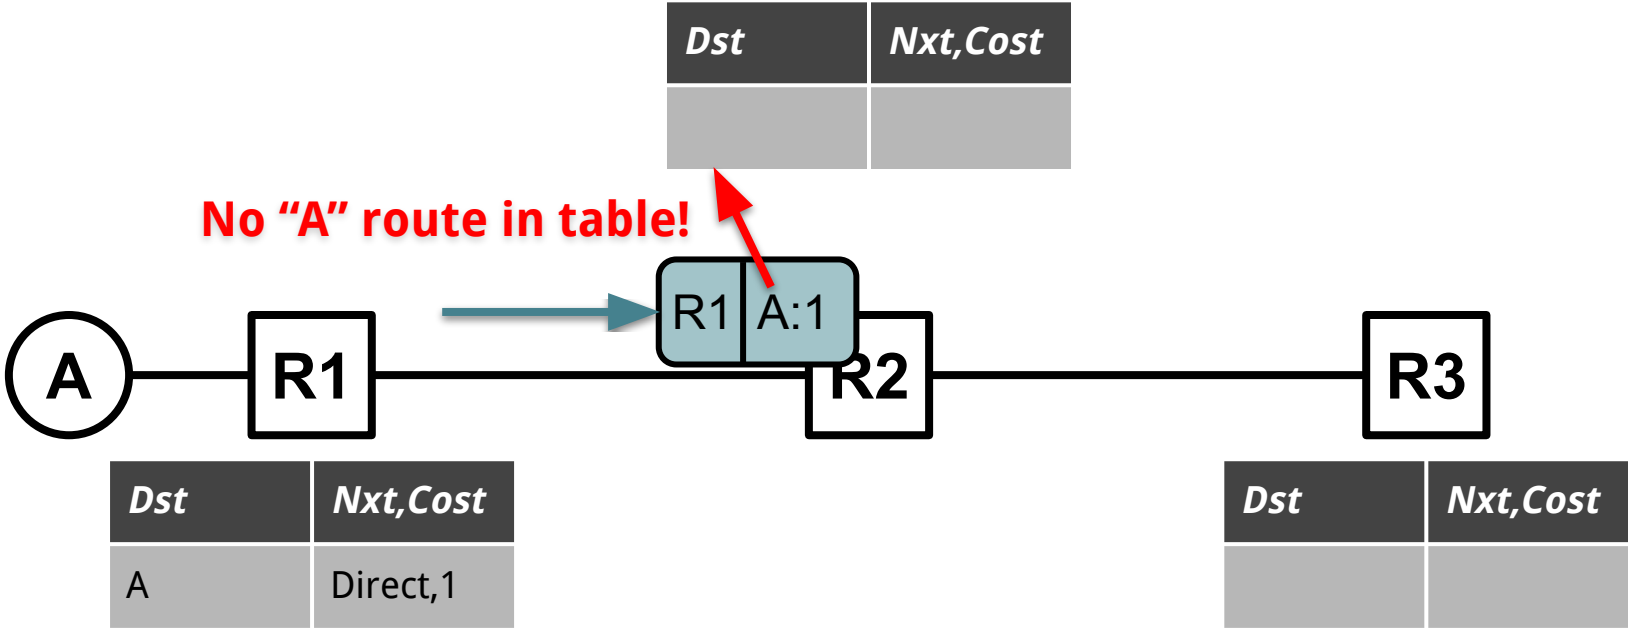 Dst Nxt,Cost
No “A” route in table!
R1 A:1
A R1 R2 R3
Dst Nxt,Cost
A Direct,1
Dst Nxt,Cost